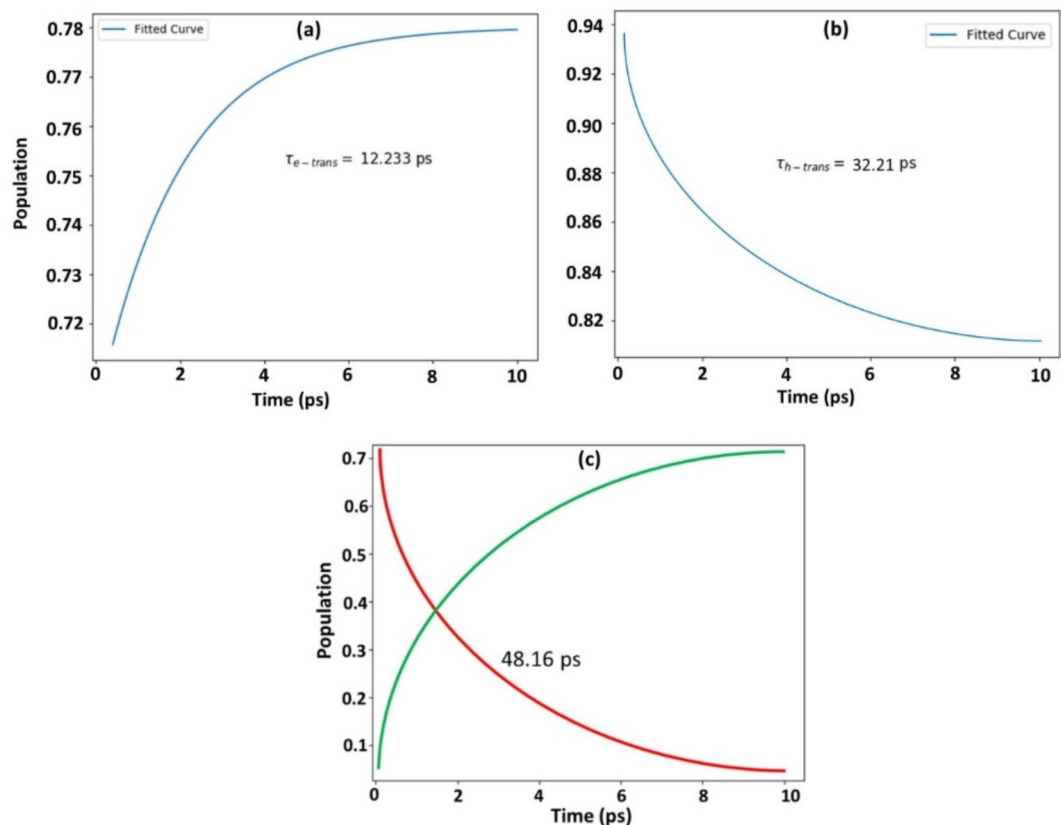 Fitted Curve
(a)
0.78
0.77
0.76
0.75
0.74
0.73
0.72
Population
τe−trans = 12.233 ps
0 2 4 6 8 10
Time (ps)
(b)
Fitted Curve
0.94
0.92
0.90
0.88
0.86
0.84
0.82
τh−trans = 32.21 ps
0 2 4 6 8 10
Time (ps)
(c)
0.7
0.6
0.5
0.4
0.3
0.2
0.1
Population
48.16 ps
0 2 4 6 8 10
Time (ps)